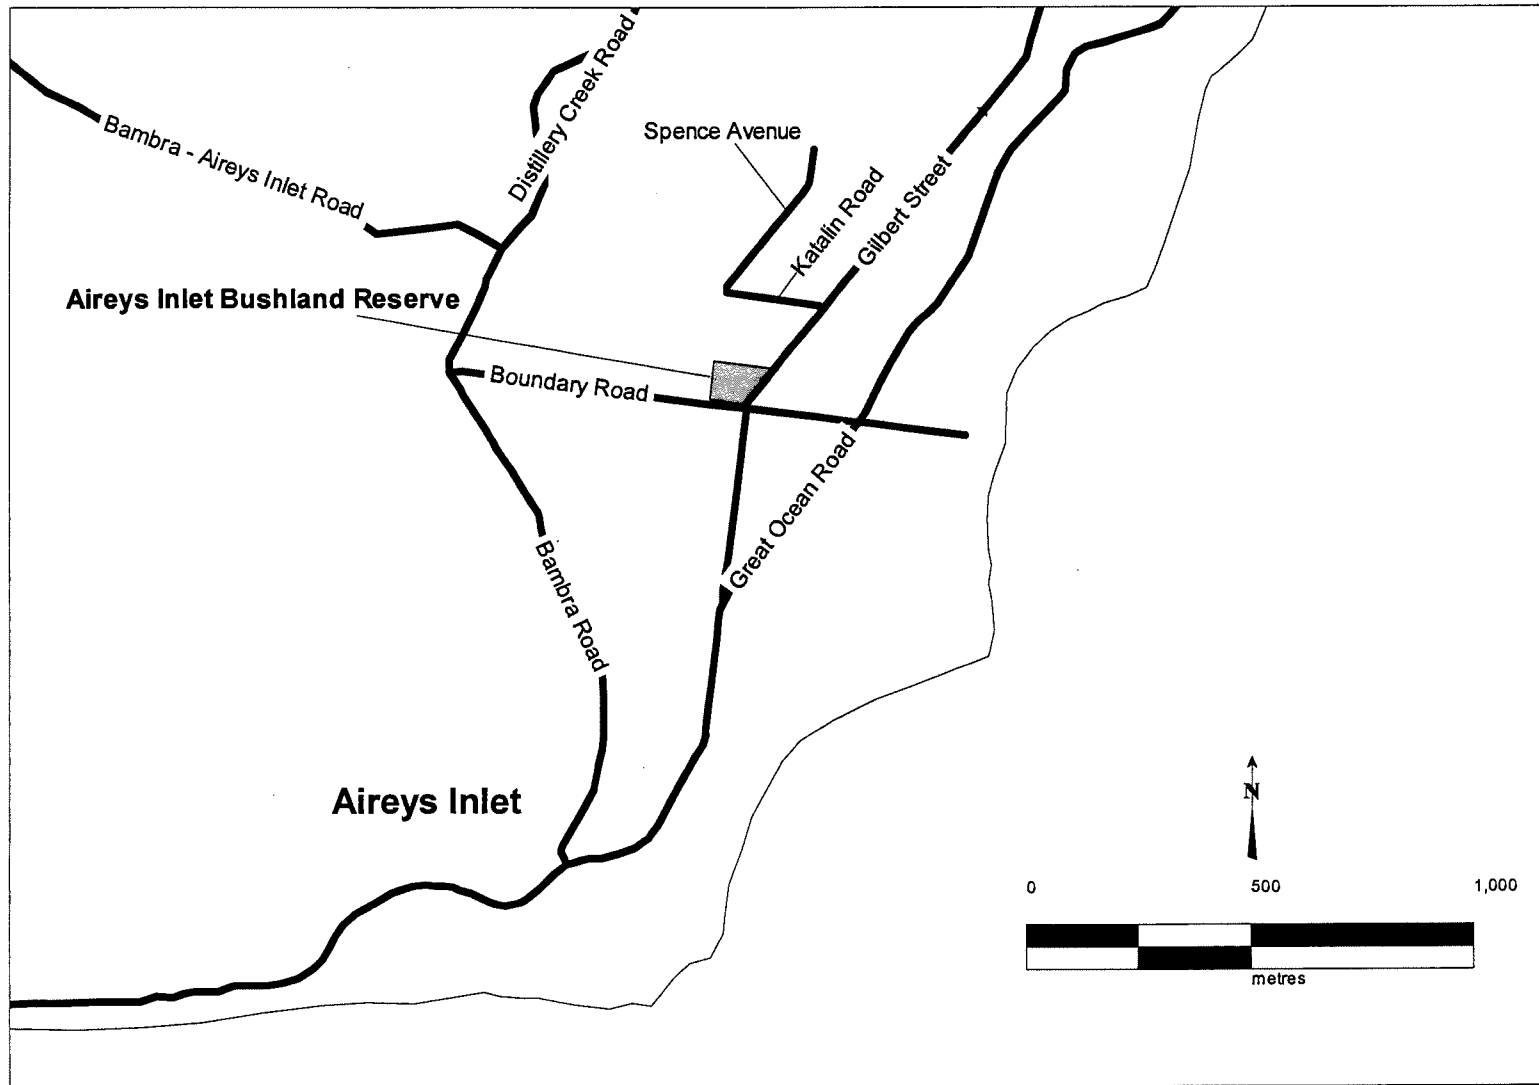 Distillery Creek Road
Bambra - Aireys Inlet Road
Spence Avenue
Katalin Road
Gilbert Street
Aireys Inlet Bushland Reserve
Boundary Road
Great Ocean Road
Bambra Road
Aireys Inlet
N
0 500 1,000
metres